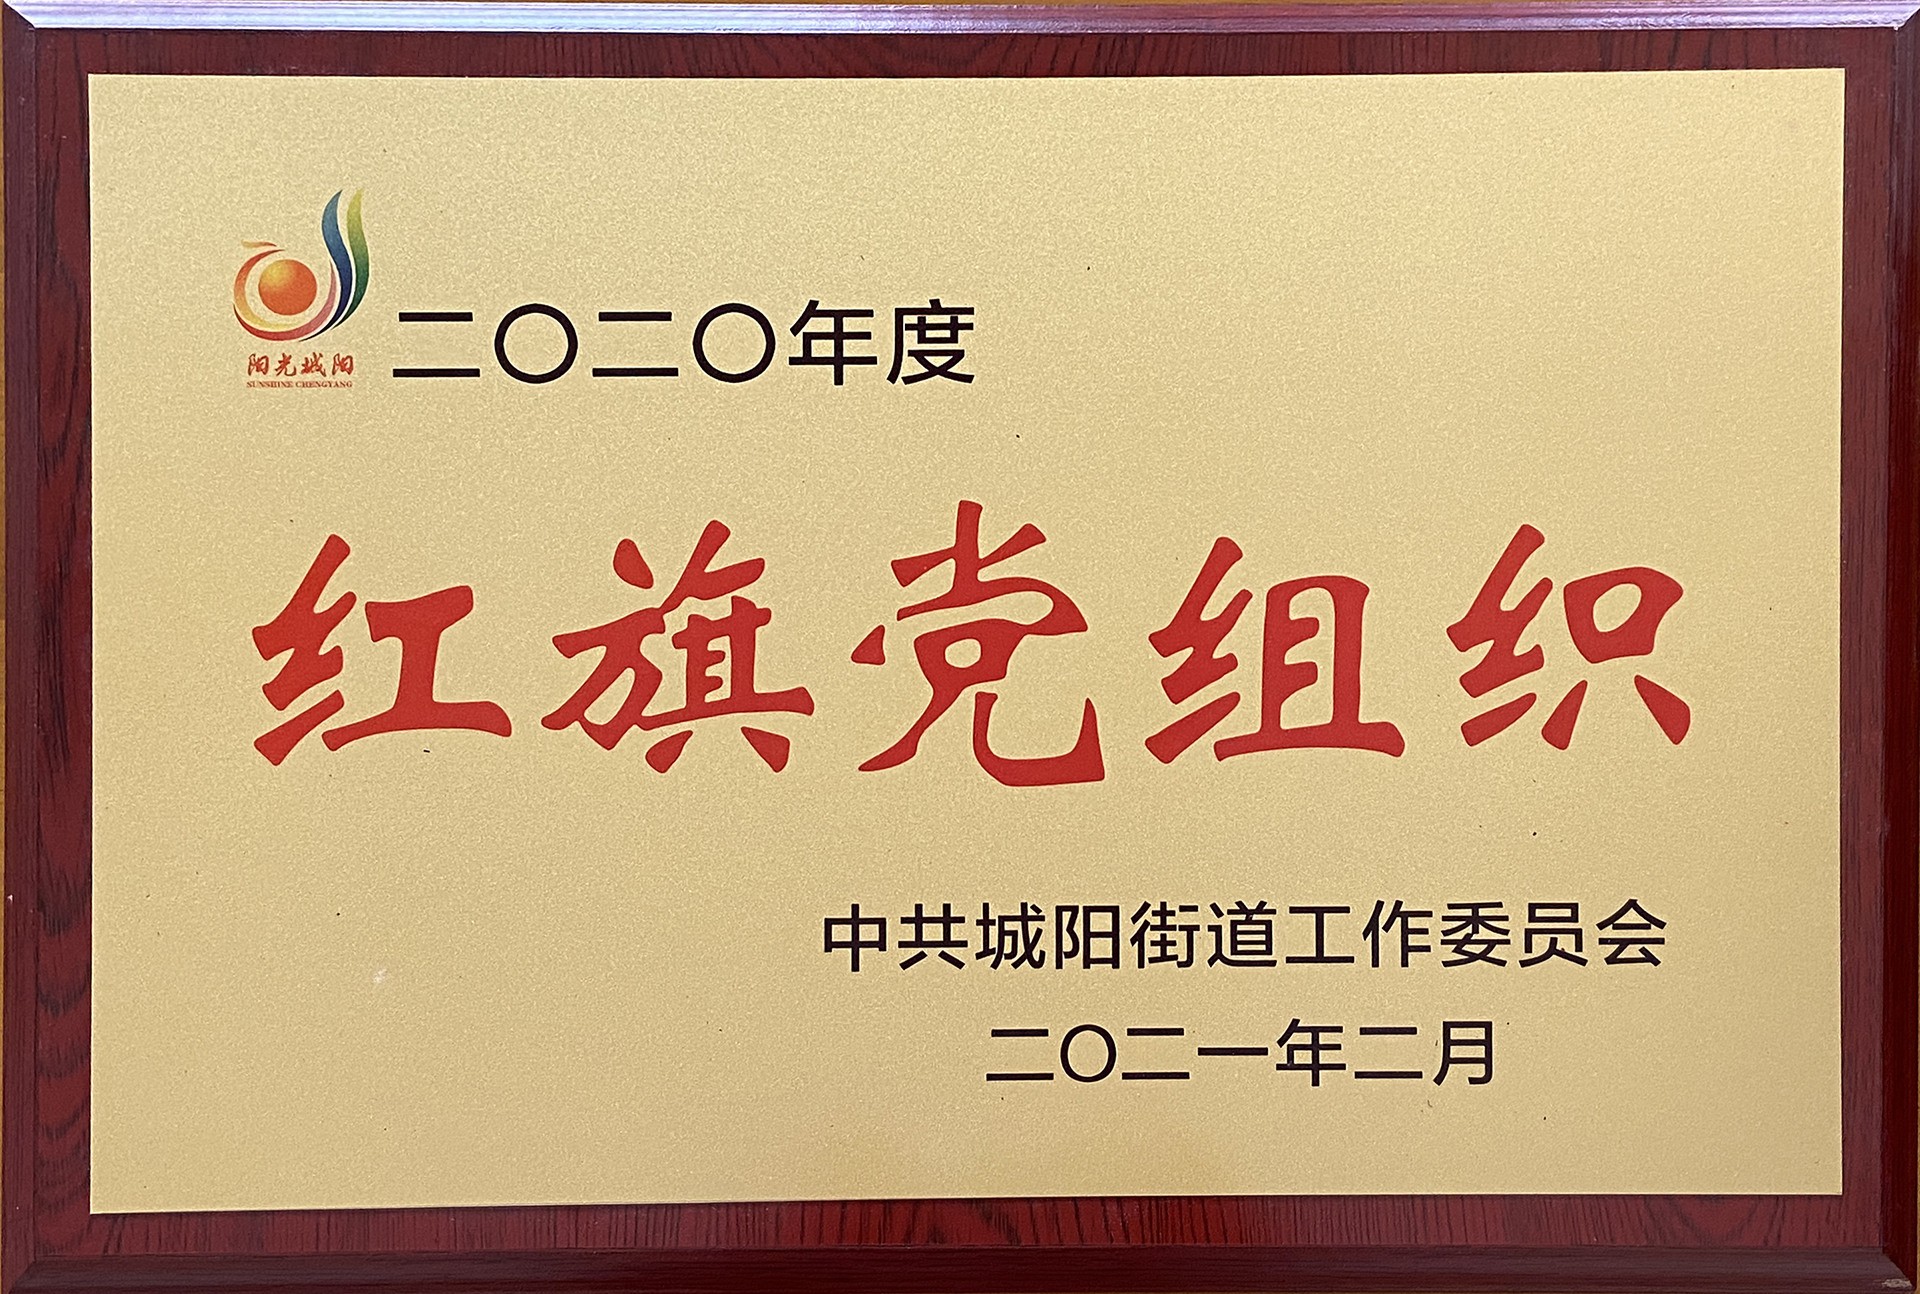 阳光城阳
SUNSHINE CHENGYANG
二〇二〇年度
红旗党组织
中共城阳街道工作委员会
二〇二一年二月